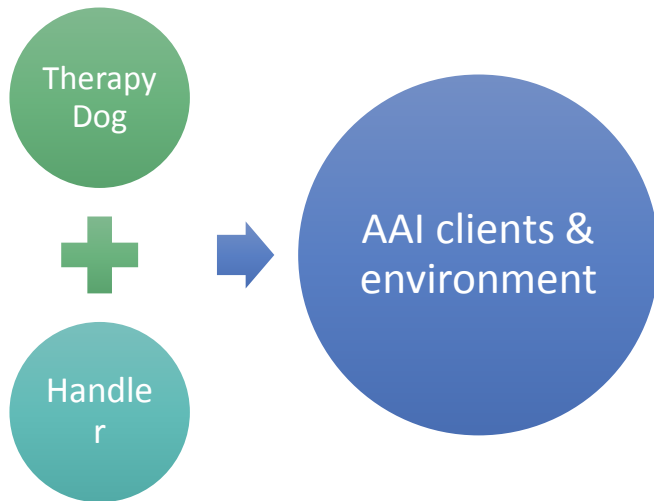 Therapy
Dog
Handle
r
AAI clients &
environment